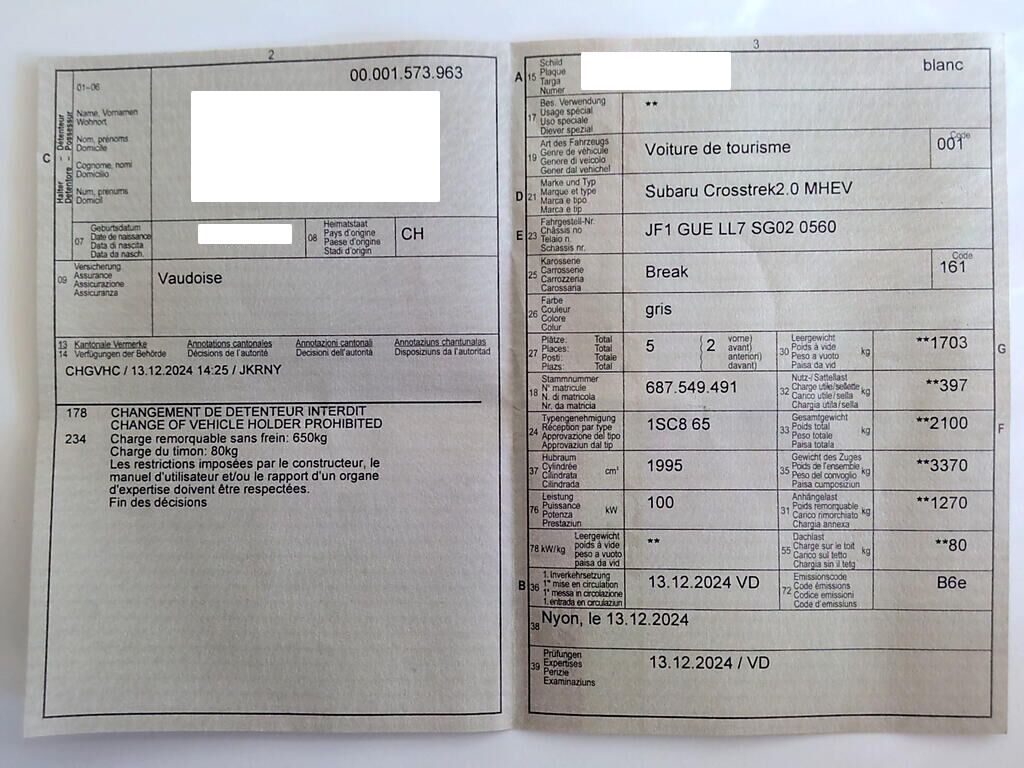 2
00.001.573.963
C
Halter Détenteur
Detentore Possessur
01–06
Name, Vornamen
Wohnort
Nom, prénoms
Domicile
Cognome, nomi
Domicilio
Num, prenums
Domicil
07
Geburtsdatum
Date de naissance
Data di nascita
Data da nasch.
08
Heimatstaat
Pays d'origine
Paese d'origine
Stadi d'origin
CH
09
Versicherung
Assurance
Assicurazione
Assicuranza
Vaudoise
13 Kantonale Vermerke Annotations cantonales Annotazioni cantonali Annotaziuns chantunalas
14 Verfügungen der Behörde Décisions de l'autorité Decisioni dell'autorità Disposiziuns da l'autoritad
CHGVHC / 13.12.2024 14:25 / JKRNY
178 CHANGEMENT DE DETENTEUR INTERDIT
CHANGE OF VEHICLE HOLDER PROHIBITED
234 Charge remorquable sans frein: 650kg
Charge du timon: 80kg
Les restrictions imposées par le constructeur, le
manuel d'utilisateur et/ou le rapport d'un organe
d'expertise doivent être respectées.
Fin des décisions
3
A 15
Schild
Plaque
Targa
Numer
blanc
17
Bes. Verwendung
Usage spécial
Uso speciale
Diever spezial
**
19
Art des Fahrzeugs
Genre de véhicule
Genere di veicolo
Gener dal vehichel
Voiture de tourisme
Code
001
D 21
Marke und Typ
Marque et type
Marca e tipo
Marca e tip
Subaru Crosstrek2.0 MHEV
E 23
Fahrgestell-Nr.
Châssis no
Telaio n.
Schassis nr.
JF1 GUE LL7 SG02 0560
25
Karosserie
Carrosserie
Carrozzeria
Carossaria
Break
Code
161
26
Farbe
Couleur
Colore
Colur
gris
27
Plätze: Total
Places: Total
Posti: Totale
Plazs: Total
5
2
vorne)
avant)
anteriori)
davant)
30
Leergewicht
Poids à vide
Peso a vuoto
Paisa da vid
kg
**1703
G
18
Stammnummer
N° matricule
N. di matricola
Nr. da matricla
687.549.491
32
Nutz-/Sattellast
Charge utile/sellette
Carico utile/sella
Chargia utila/sella
kg
**397
24
Typengenehmigung
Réception par type
Approvazione del tipo
Approvaziun dal tip
1SC8 65
33
Gesamtgewicht
Poids total
Peso totale
Paisa totala
kg
**2100
F
37
Hubraum
Cylindrée
Cilindrata
Cilindrada
cm³
1995
35
Gewicht des Zuges
Poids de l'ensemble
Peso del convoglio
Paisa cumposiziun
kg
**3370
76
Leistung
Puissance
Potenza
Prestaziun
kW
100
31
Anhängelast
Poids remorquable
Carico rimorchiato
Chargia annexa
kg
**1270
78 kW/kg
Leergewicht
poids à vide
peso a vuoto
paisa da vid
**
55
Dachlast
Charge sur le toit
Carico sul tetto
Chargia sin il tetg
kg
**80
B 36
1. Inverkehrsetzung
1re mise en circulation
1a messa in circolazione
1. entrada en circulaziun
13.12.2024 VD
72
Emissionscode
Code émissions
Codice emissioni
Code d'emissiuns
B6e
38
Nyon, le 13.12.2024
39
Prüfungen
Expertises
Perizie
Examinaziuns
13.12.2024 / VD